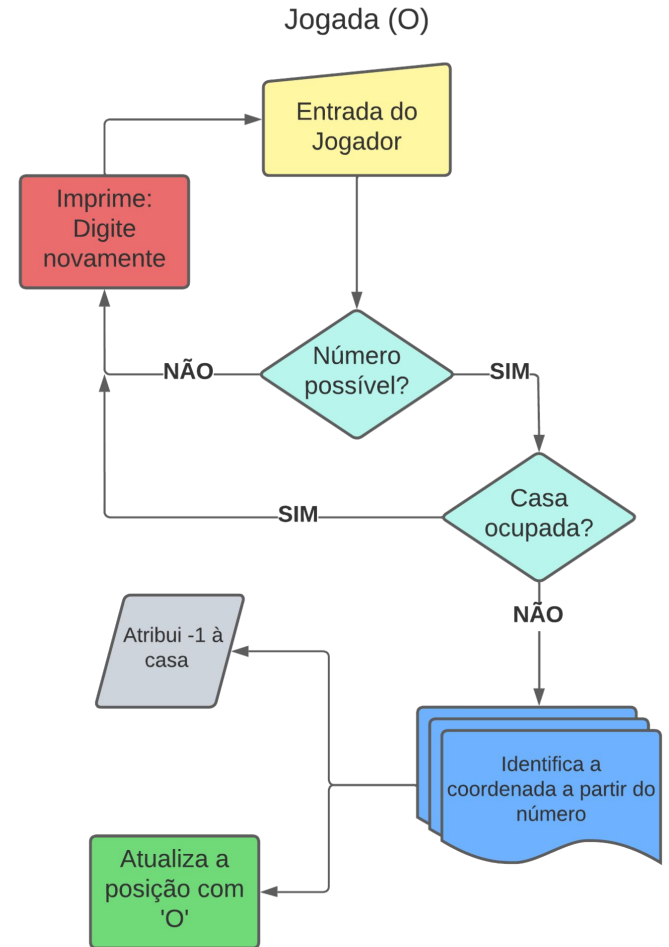 Jogada (O)
Entrada do
Jogador
Imprime:
Digite
novamente
Número
possível?
NÃO
SIM
Casa
ocupada?
SIM
NÃO
Atribui -1 à
casa
Identifica a
coordenada a partir do
número
Atualiza a
posição com
'O'